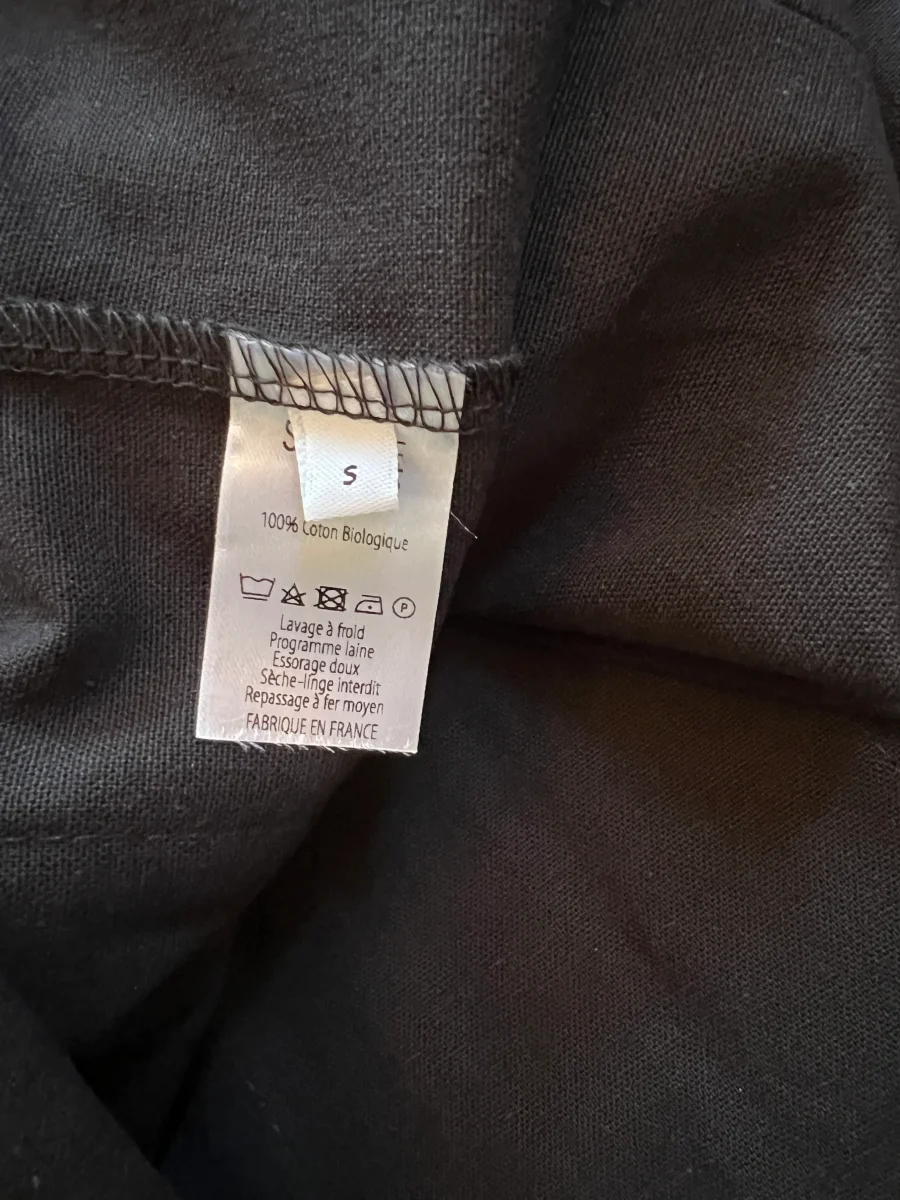 S
100% Coton Biologique
P
Lavage à froid
Programme laine
Essorage doux
Sèche-linge interdit
Repassage à fer moyen
FABRIQUE EN FRANCE